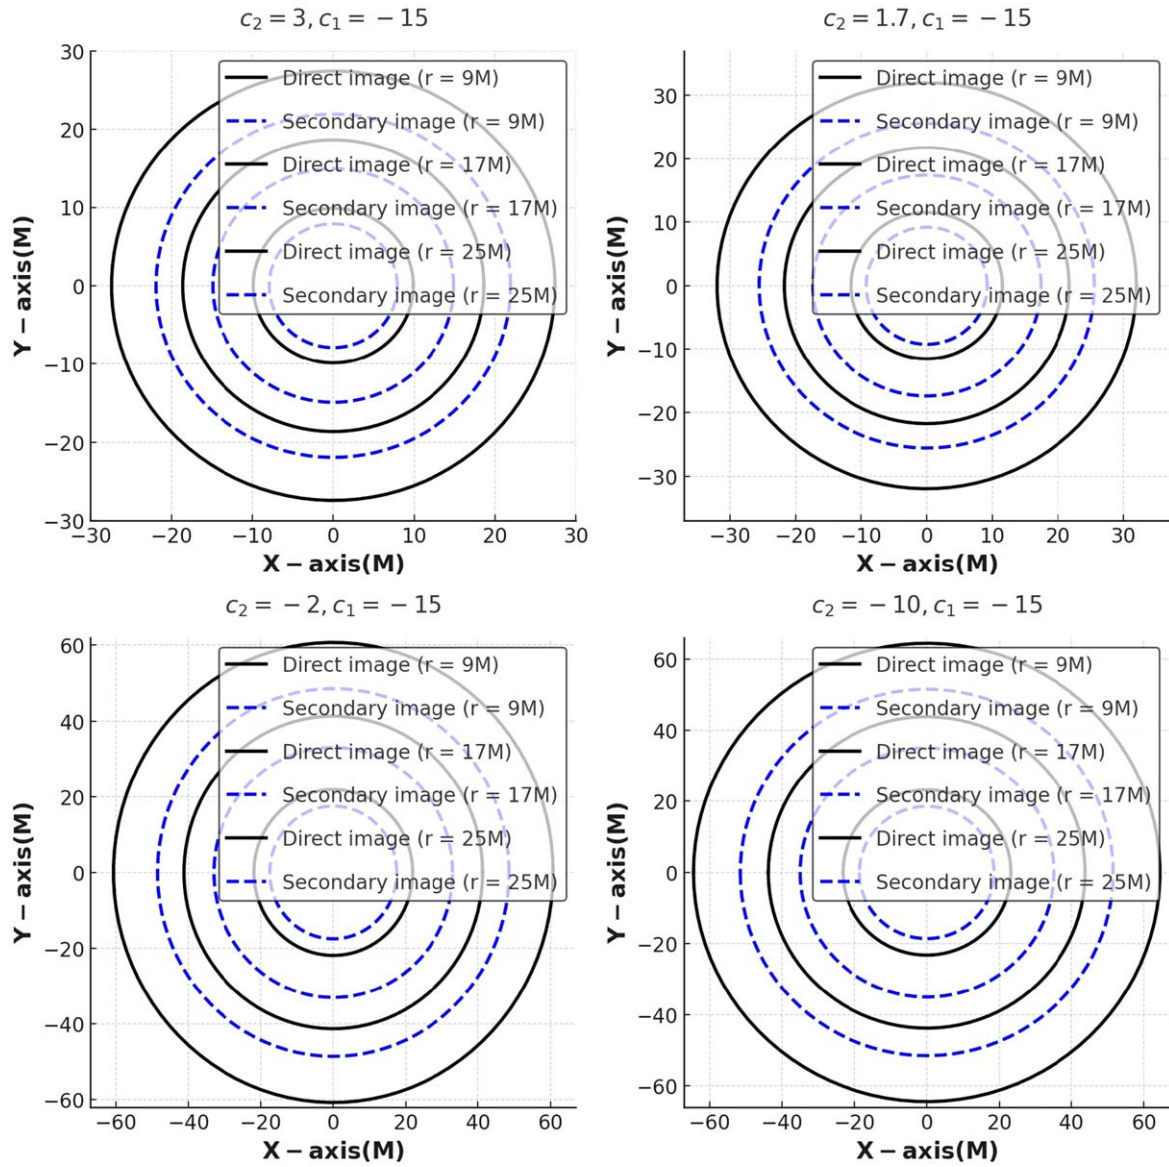 c₂ = 3, c₁ = −15
30
20
10
0
−10
−20
−30
Y − axis(M)
Direct image (r = 9M)
Secondary image (r = 9M)
Direct image (r = 17M)
Secondary image (r = 17M)
Direct image (r = 25M)
Secondary image (r = 25M)
−30 −20 −10 0 10 20 30
X − axis(M)
c₂ = 1.7, c₁ = −15
30
20
10
0
−10
−20
−30
Y − axis(M)
Direct image (r = 9M)
Secondary image (r = 9M)
Direct image (r = 17M)
Secondary image (r = 17M)
Direct image (r = 25M)
Secondary image (r = 25M)
−30 −20 −10 0 10 20 30
X − axis(M)
c₂ = −2, c₁ = −15
60
40
20
0
−20
−40
−60
Y − axis(M)
Direct image (r = 9M)
Secondary image (r = 9M)
Direct image (r = 17M)
Secondary image (r = 17M)
Direct image (r = 25M)
Secondary image (r = 25M)
−60 −40 −20 0 20 40 60
X − axis(M)
c₂ = −10, c₁ = −15
60
40
20
0
−20
−40
−60
Y − axis(M)
Direct image (r = 9M)
Secondary image (r = 9M)
Direct image (r = 17M)
Secondary image (r = 17M)
Direct image (r = 25M)
Secondary image (r = 25M)
−60 −40 −20 0 20 40 60
X − axis(M)